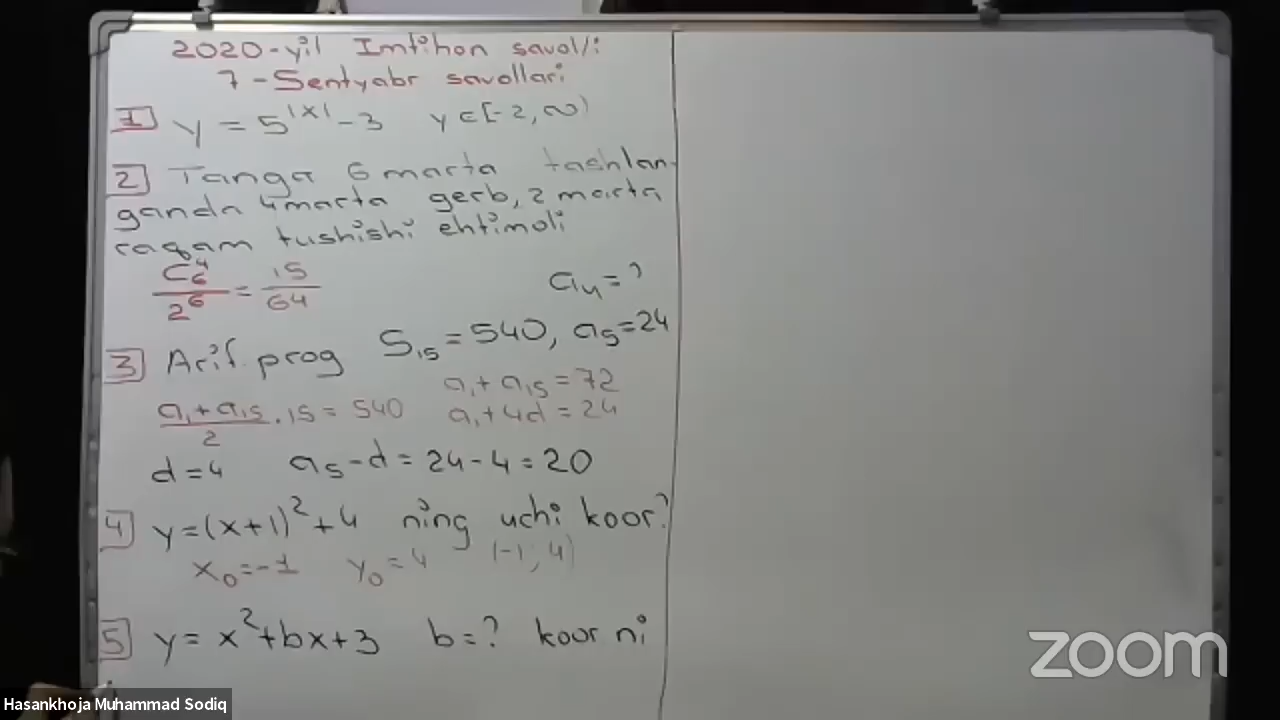 2020-yil Imtihon savol/i
7-Sentyabr savollari
1 y = 5^|x| - 3 y ∈ [-2, ∞)
2 Tanga 6 marta tashlan-
ganda 4 marta gerb, 2 marta
raqam tushishi ehtimoli
C₆⁴/2⁶ = 15/64 a₄ = ?
3 Arif. prog S₁₅ = 540, a₅ = 24
a₁ + a₁₅ = 72
(a₁ + a₁₅)/2 · 15 = 540 a₁ + 4d = 24
d = 4 a₅ - d = 24 - 4 = 20
4 y = (x+1)² + 4 ning uchi koor?
x₀ = -1 y₀ = 4 (-1; 4)
5 y = x² + bx + 3 b = ? koor ni
zoom
Hasankhoja Muhammad Sodiq